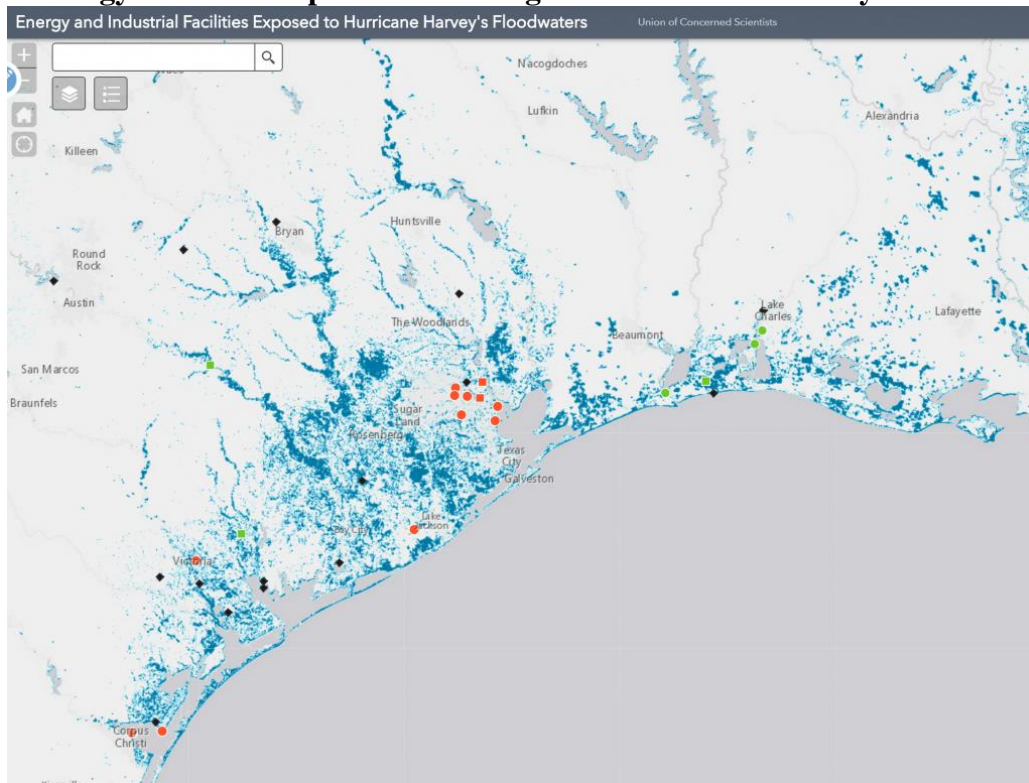 Energy and Industrial Facilities Exposed to Hurricane Harvey's Floodwaters
Union of Concerned Scientists
Nacogdoches
Lufkin
Alexandria
Killeen
Huntsville
Bryan
Round
Rock
Austin
Lake
Charles
The Woodlands
Beaumont
Lafayette
San Marcos
Braunfels
Sugar
Land
Rosenberg
Texas
City
Galveston
Bay City
Lake
Jackson
Victoria
Corpus
Christi